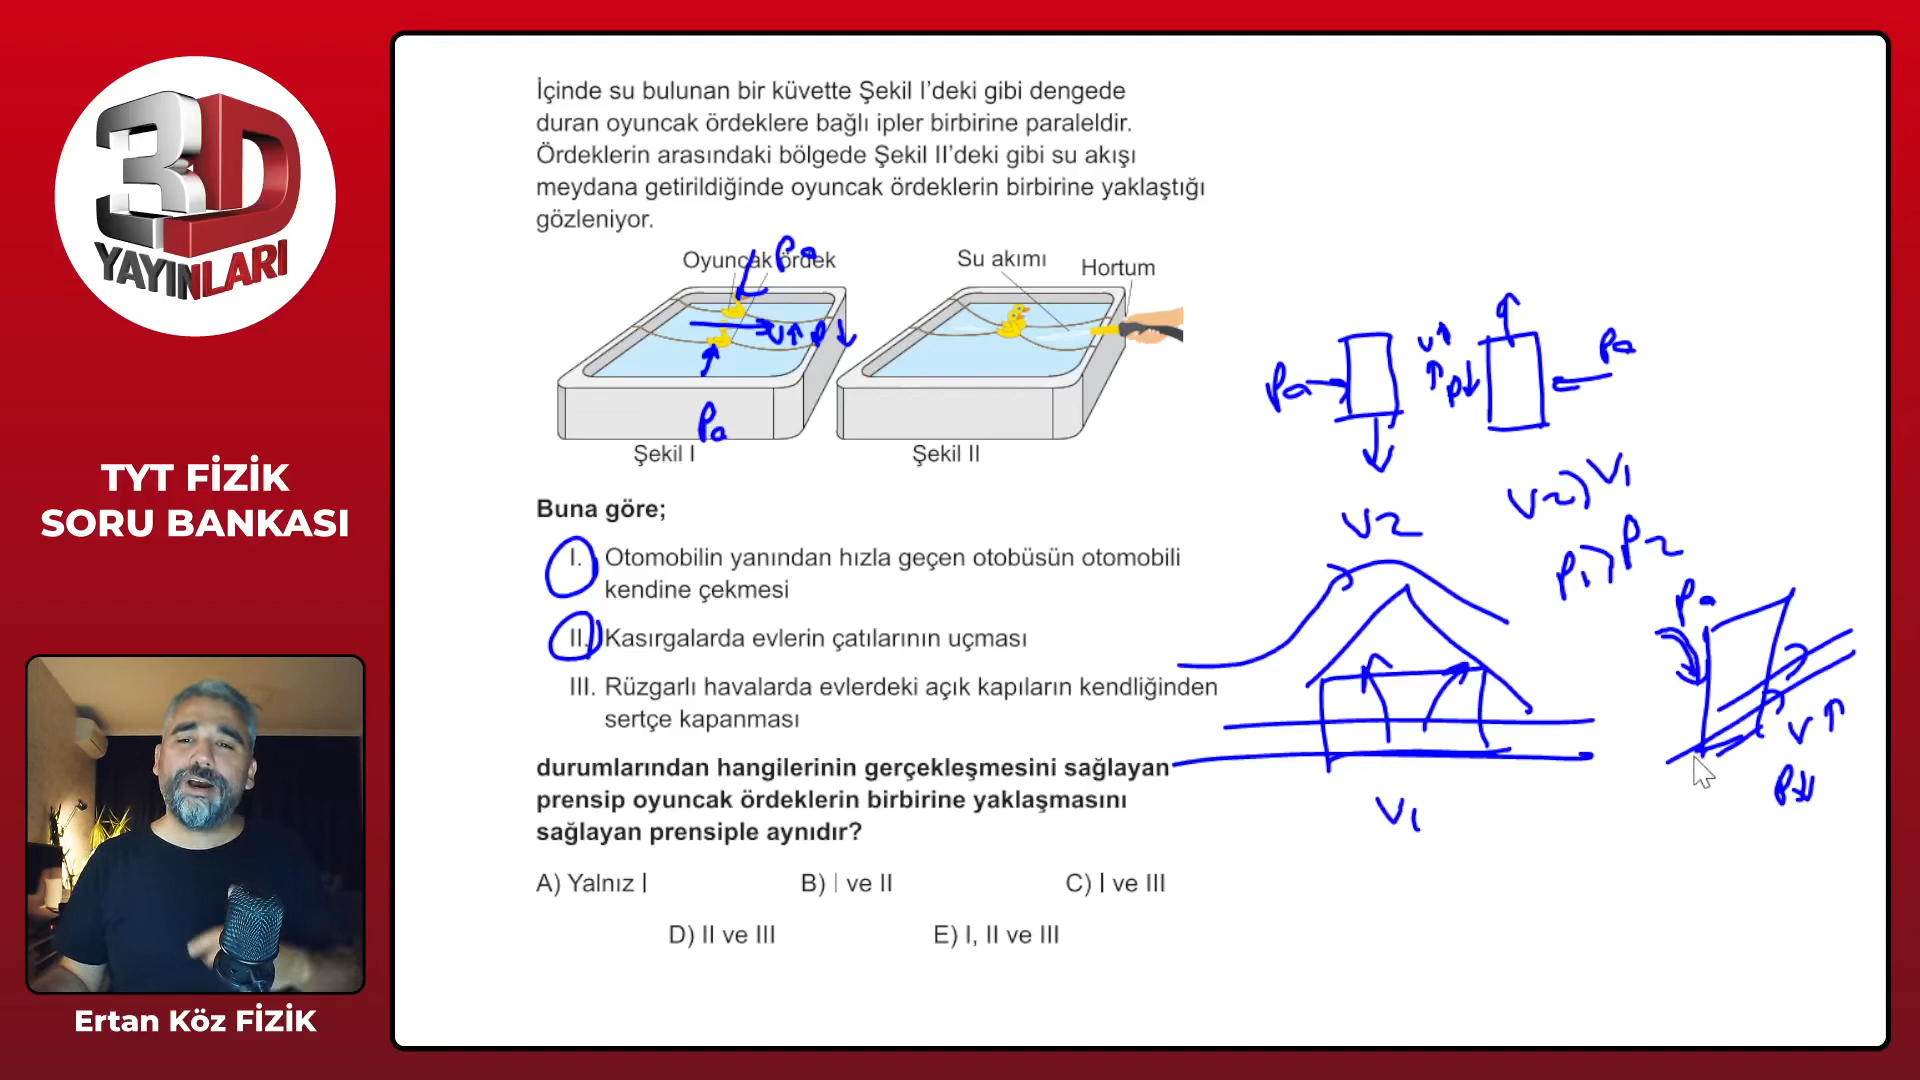 3D
YAYINLARI
TYT FİZİK
SORU BANKASI
Ertan Köz FİZİK
İçinde su bulunan bir küvette Şekil I’deki gibi dengede
duran oyuncak ördeklere bağlı ipler birbirine paraleldir.
Ördeklerin arasındaki bölgede Şekil II’deki gibi su akışı
meydana getirildiğinde oyuncak ördeklerin birbirine yaklaştığı
gözleniyor.
Oyuncak ördek
Su akımı
Hortum
Pa
V↑ P↓
Pa
Şekil I
Şekil II
Pa
V↑
P↓
Pa
V2>V1
P1>P2
V2
V1
Pa
V↑
P↓
Buna göre;
I. Otomobilin yanından hızla geçen otobüsün otomobili
kendine çekmesi
II. Kasırgalarda evlerin çatılarının uçması
III. Rüzgarlı havalarda evlerdeki açık kapıların kendliğinden
sertçe kapanması
durumlarından hangilerinin gerçekleşmesini sağlayan
prensip oyuncak ördeklerin birbirine yaklaşmasını
sağlayan prensiple aynıdır?
A) Yalnız I
B) I ve II
C) I ve III
D) II ve III
E) I, II ve III